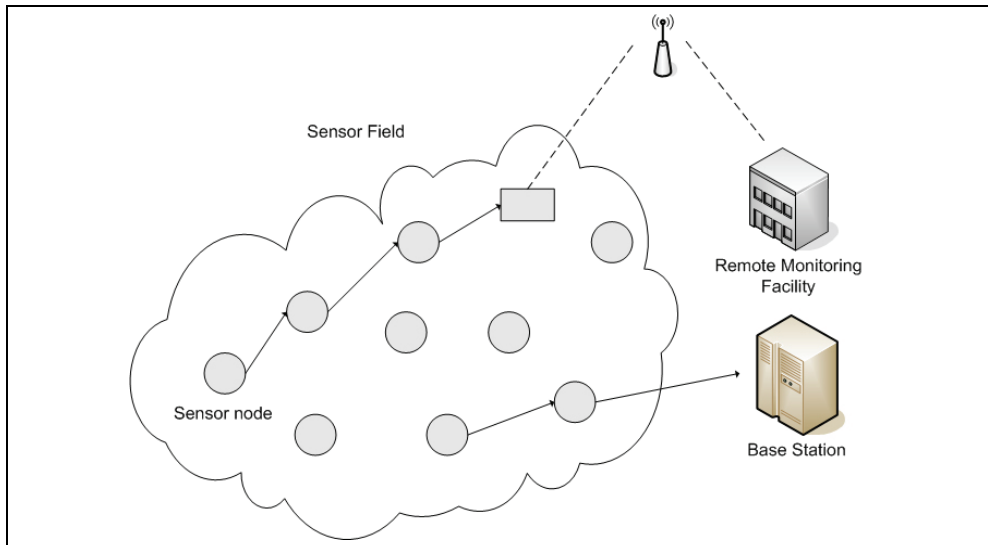 Sensor Field
Remote Monitoring
Facility
Sensor node
Base Station